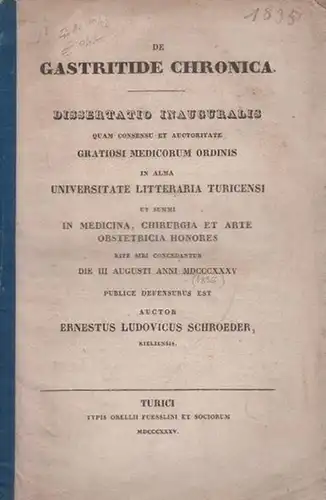 1835
DE
GASTRITIDE CHRONICA.
DISSERTATIO INAUGURALIS
QUAM CONSENSU ET AUCTORITATE
GRATIOSI MEDICORUM ORDINIS
IN ALMA
UNIVERSITATE LITTERARIA TURICENSI
UT SUMMI
IN MEDICINA, CHIRURGIA ET ARTE
OBSTETRICIA HONORES
RITE SIBI CONCEDANTUR
DIE III AUGUSTI ANNI MDCCCXXXV
(1835)
PUBLICE DEFENSURUS EST
AUCTOR
ERNESTUS LUDOVICUS SCHROEDER,
KIELIENSIS.
TURICI
TYPIS ORELLII FUESSLINI ET SOCIORUM
MDCCCXXXV.